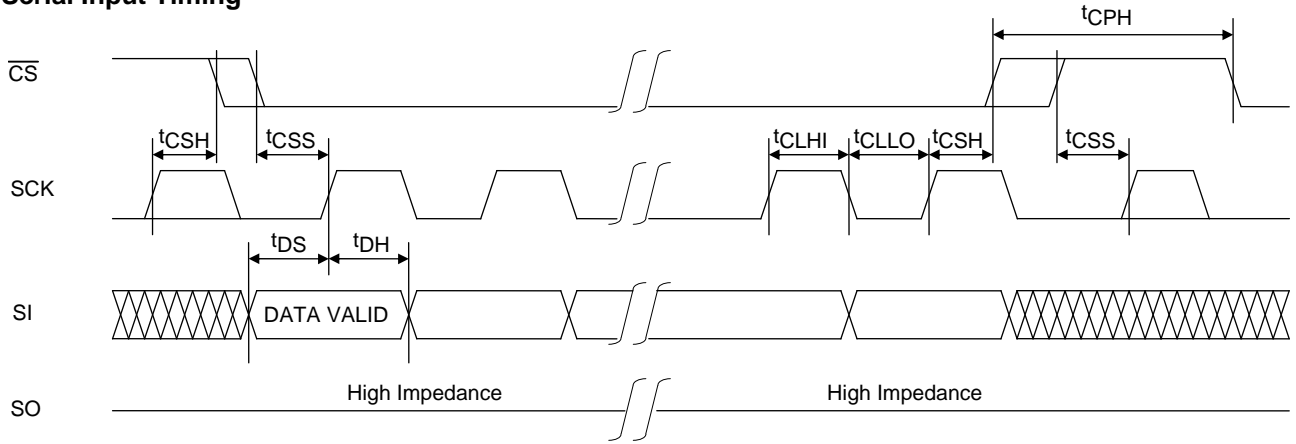 Serial Input Timing
tCPH
CS
tCSH
tCSS
tCLHI
tCLLO
tCSH
tCSS
SCK
tDS
tDH
SI
DATA VALID
High Impedance
High Impedance
SO